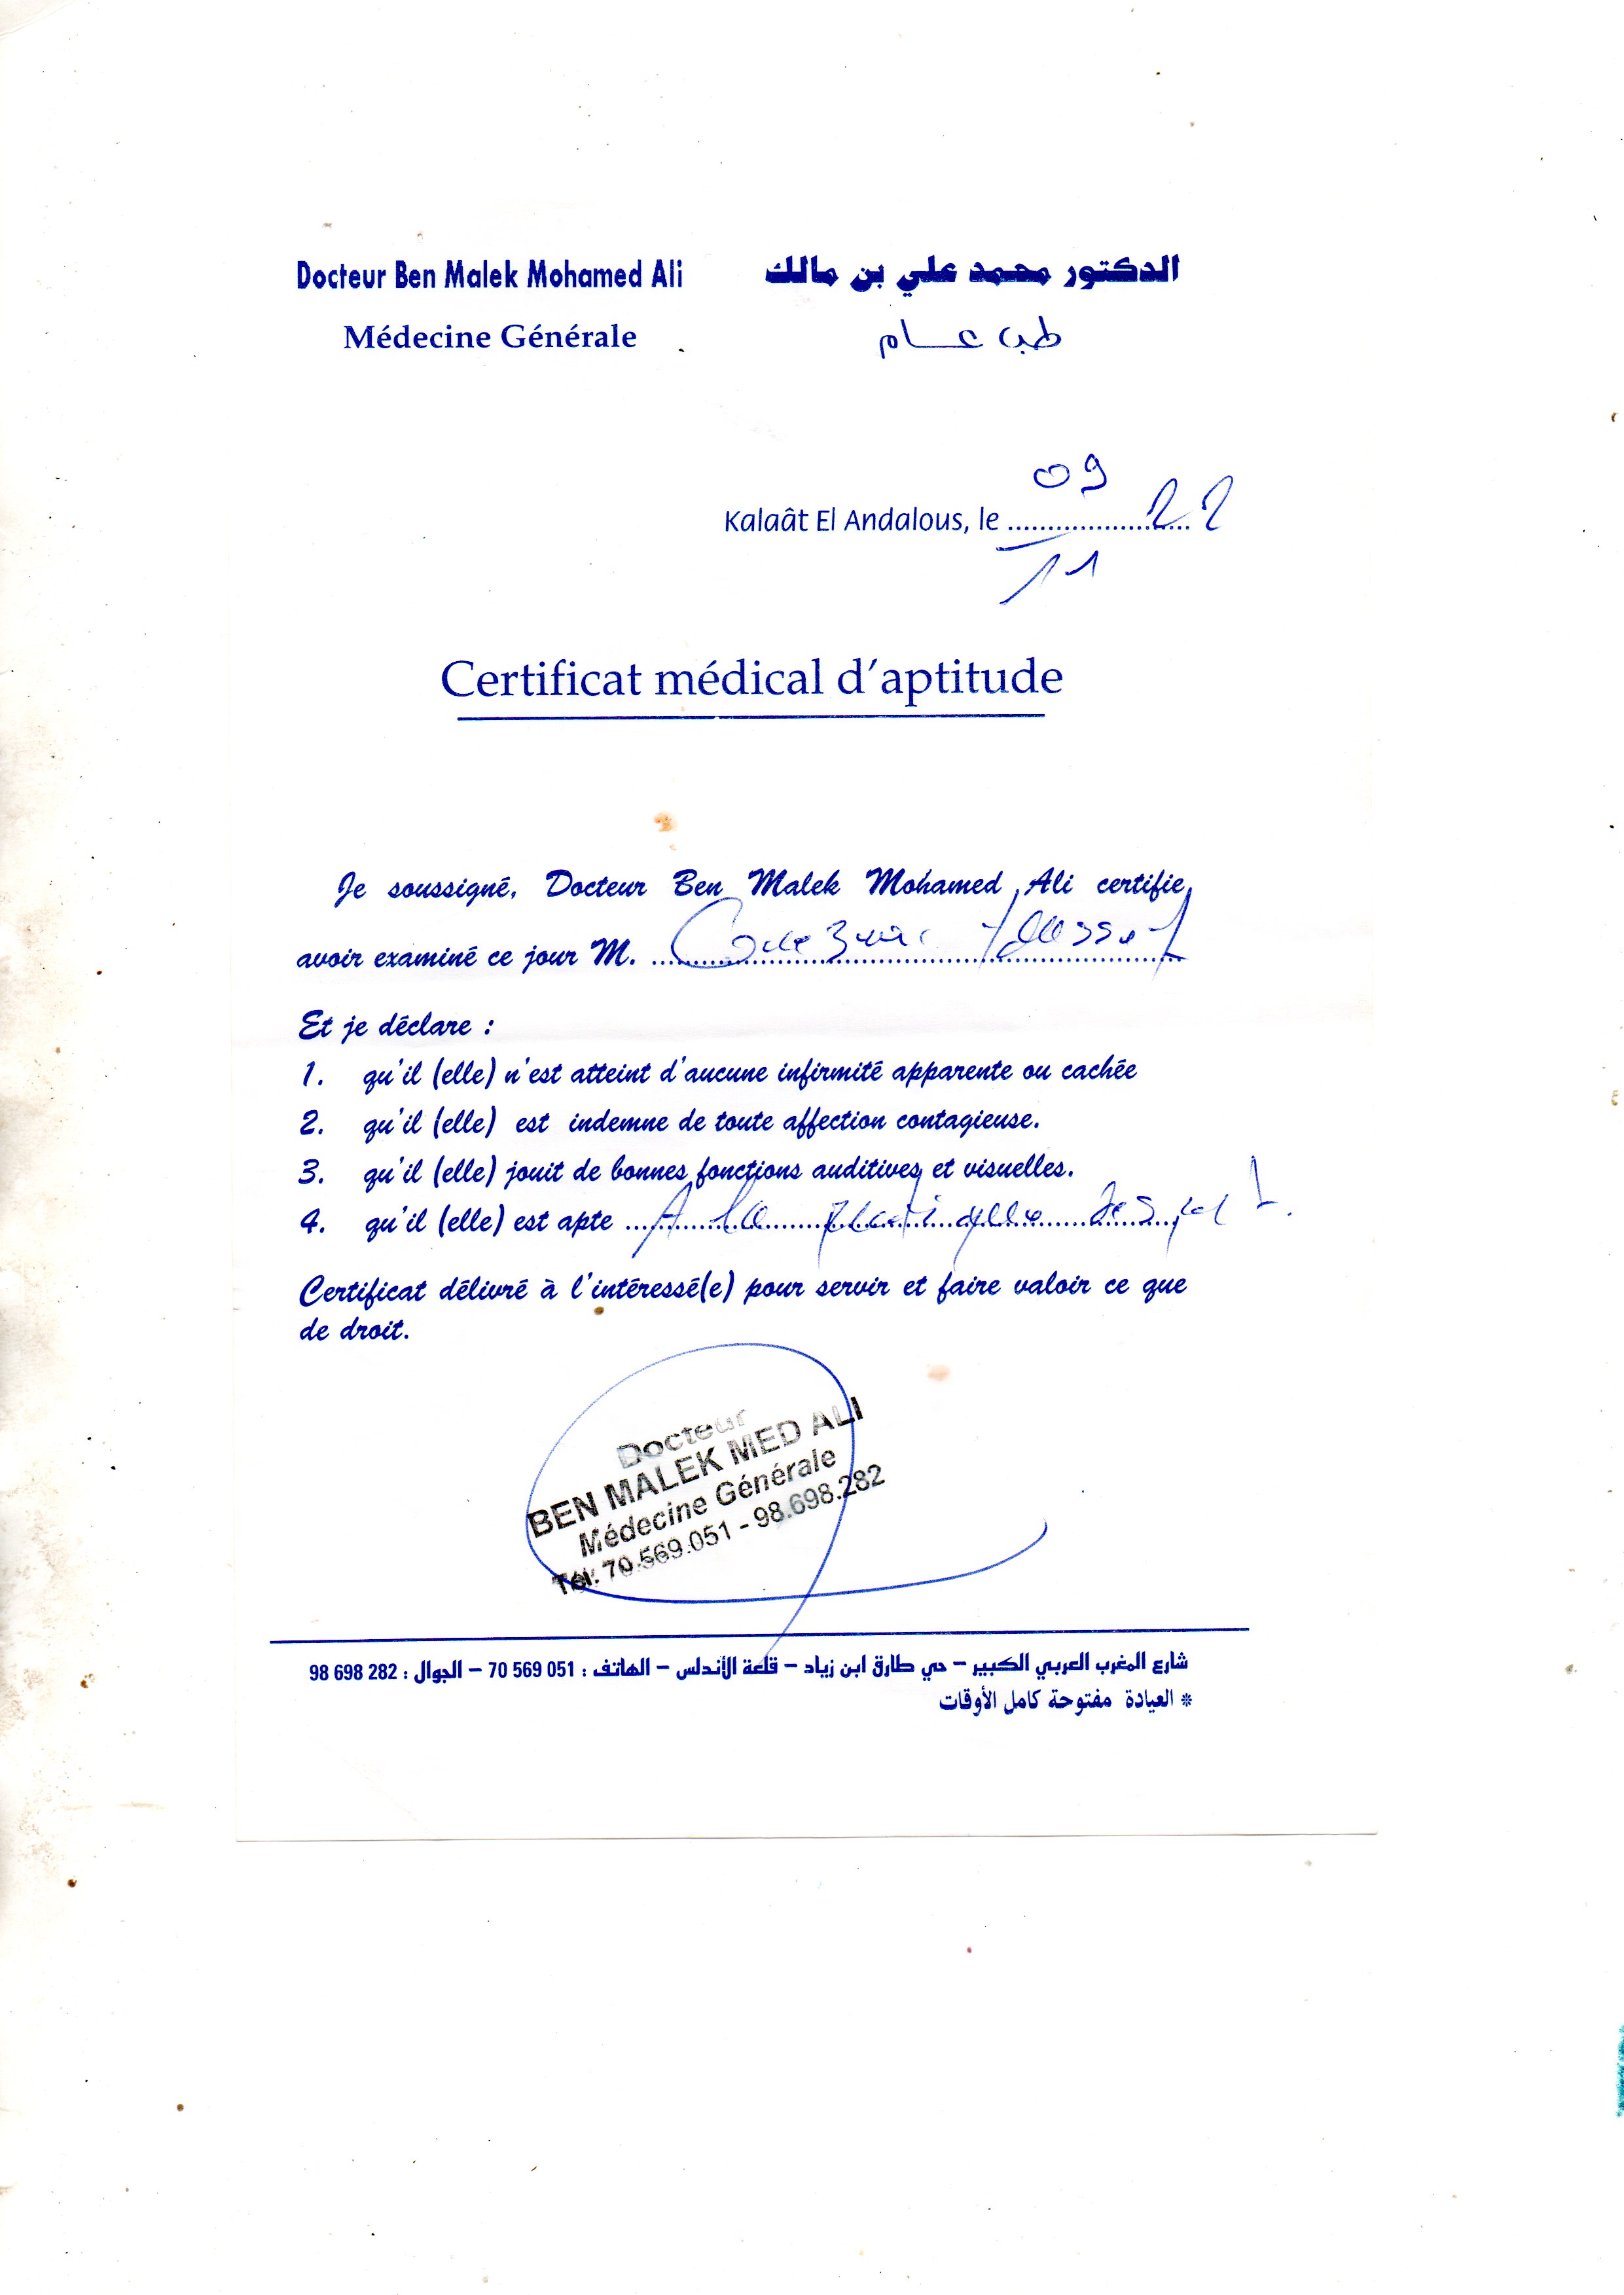 Docteur Ben Malek Mohamed Ali
الدكتور محمد علي بن مالك
Médecine Générale
طب عام
09
Kalaât El Andalous, le 22
11
Certificat médical d'aptitude
Je soussigné, Docteur Ben Malek Mohamed Ali certifie
avoir examiné ce jour M.
Et je déclare :
1. qu'il (elle) n'est atteint d'aucune infirmité apparente ou cachée
2. qu'il (elle) est indemne de toute affection contagieuse.
3. qu'il (elle) jouit de bonnes fonctions auditives et visuelles.
4. qu'il (elle) est apte A la
Certificat délivré à l'intéressé(e) pour servir et faire valoir ce que
de droit.
Docteur
BEN MALEK MED ALI
Médecine Générale
Tél. 70.569.051 - 98.698.282
شارع المغرب العربي الكبير – حي طارق ابن زياد – قلعة الأندلس – الهاتف : 051 569 70 – الجوال : 282 698 98
* العيادة مفتوحة كامل الأوقات